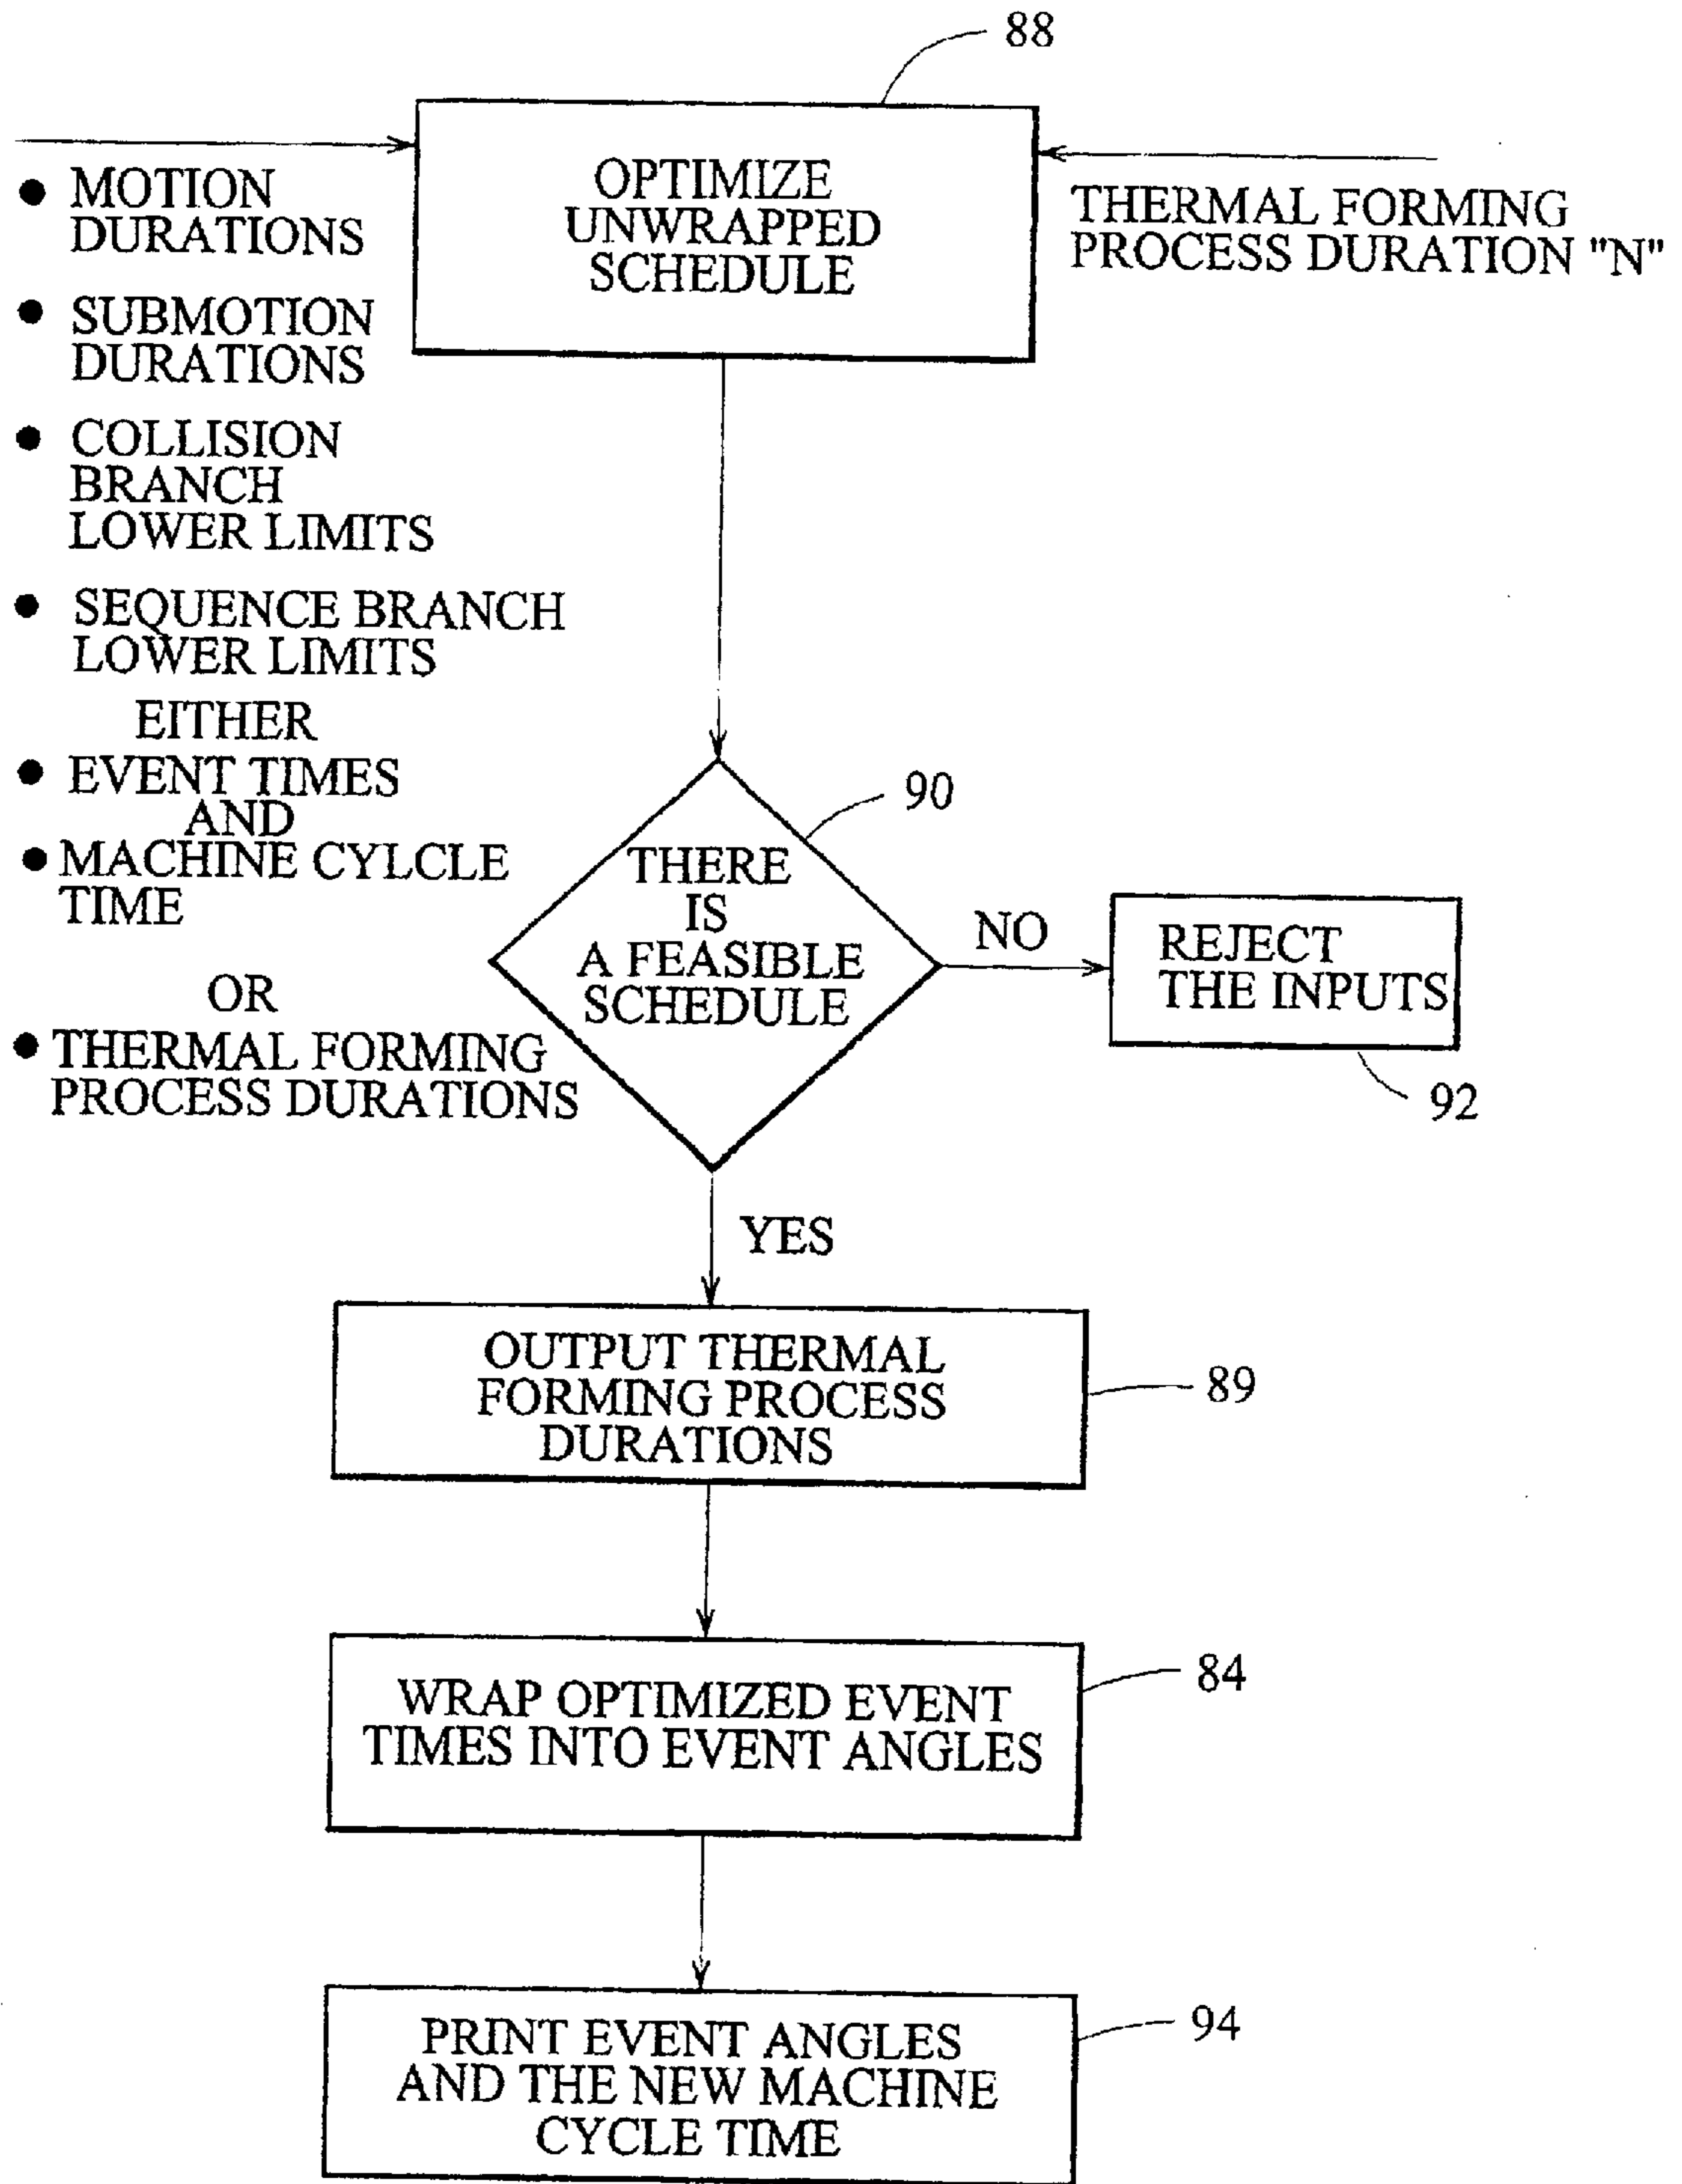 88
OPTIMIZE
UNWRAPPED
SCHEDULE
● MOTION
DURATIONS
● SUBMOTION
DURATIONS
● COLLISION
BRANCH
LOWER LIMITS
● SEQUENCE BRANCH
LOWER LIMITS
EITHER
● EVENT TIMES
AND
● MACHINE CYLCLE
TIME
OR
● THERMAL FORMING
PROCESS DURATIONS
THERMAL FORMING
PROCESS DURATION "N"
90
THERE
IS
A FEASIBLE
SCHEDULE
NO
REJECT
THE INPUTS
92
YES
OUTPUT THERMAL
FORMING PROCESS
DURATIONS
89
WRAP OPTIMIZED EVENT
TIMES INTO EVENT ANGLES
84
PRINT EVENT ANGLES
AND THE NEW MACHINE
CYCLE TIME
94